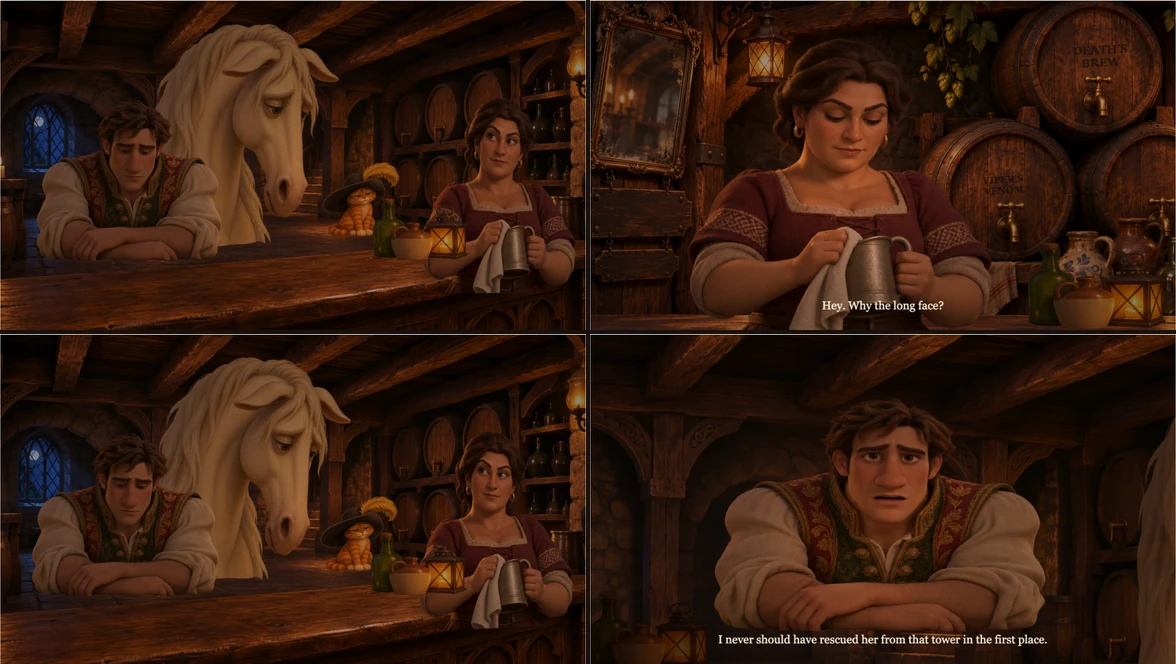 DEATH'S
BREW
VIPER'S
VENOM
Hey. Why the long face?
I never should have rescued her from that tower in the first place.